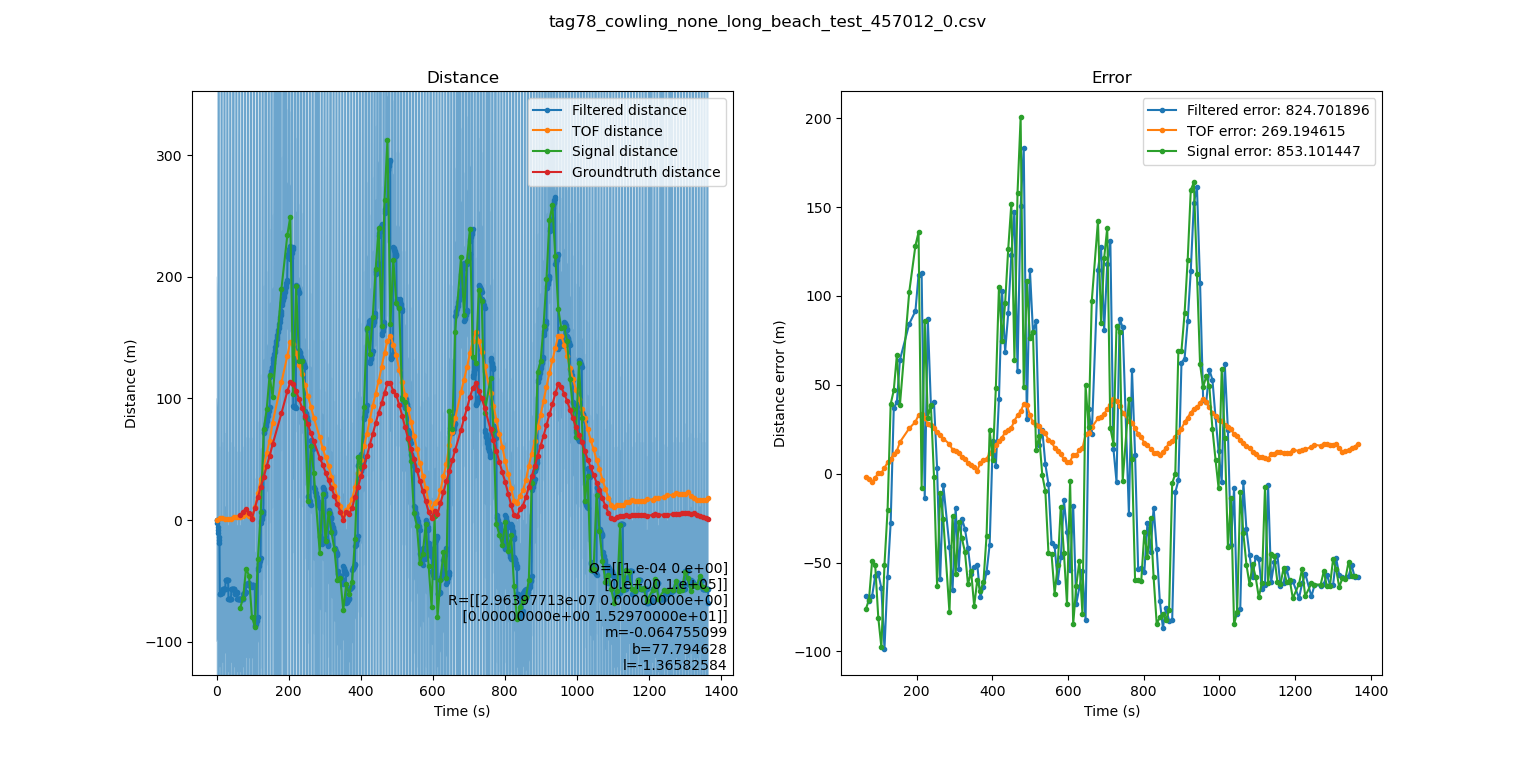 tag78_cowling_none_long_beach_test_457012_0.csv
Distance
Filtered distance
TOF distance
Signal distance
Groundtruth distance
Distance (m)
300
200
100
0
−100
Q=[[1.e-04 0.e+00]
[0.e+00 1.e+05]]
R=[[2.96397713e-07 0.00000000e+00]
[0.00000000e+00 1.52970000e+01]]
m=-0.064755099
b=77.794628
l=-1.36582584
0 200 400 600 800 1000 1200 1400
Time (s)
Error
Filtered error: 824.701896
TOF error: 269.194615
Signal error: 853.101447
Distance error (m)
200
150
100
50
0
−50
−100
200 400 600 800 1000 1200 1400
Time (s)